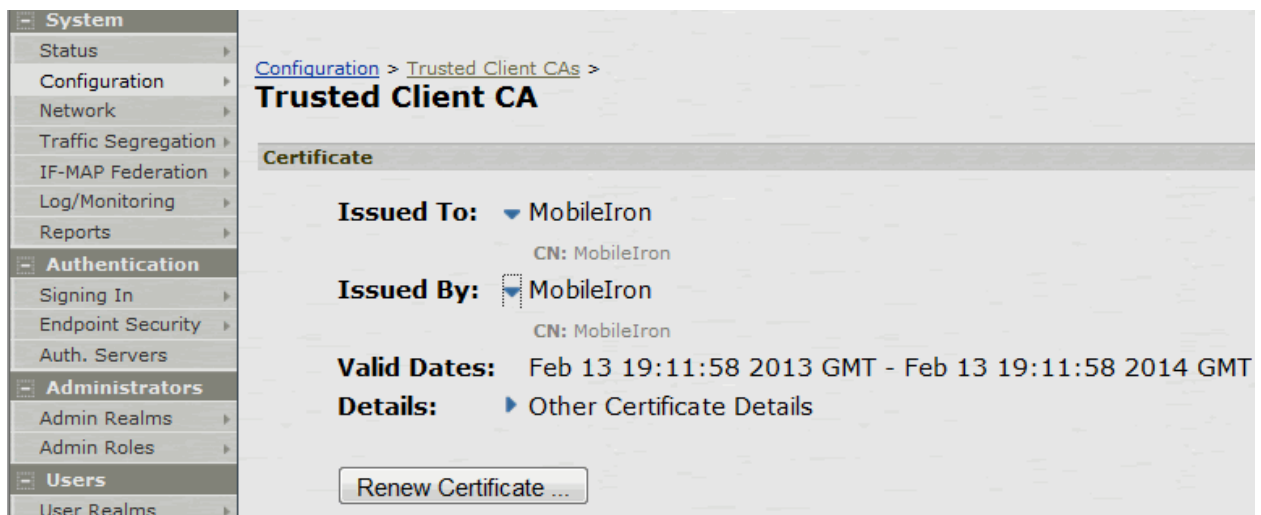 System
Status
Configuration
Network
Traffic Segregation
IF-MAP Federation
Log/Monitoring
Reports
Authentication
Signing In
Endpoint Security
Auth. Servers
Administrators
Admin Realms
Admin Roles
Users
User Realms
Configuration > Trusted Client CAs >
Trusted Client CA
Certificate
Issued To: MobileIron
CN: MobileIron
Issued By: MobileIron
CN: MobileIron
Valid Dates: Feb 13 19:11:58 2013 GMT - Feb 13 19:11:58 2014 GMT
Details: Other Certificate Details
Renew Certificate ...